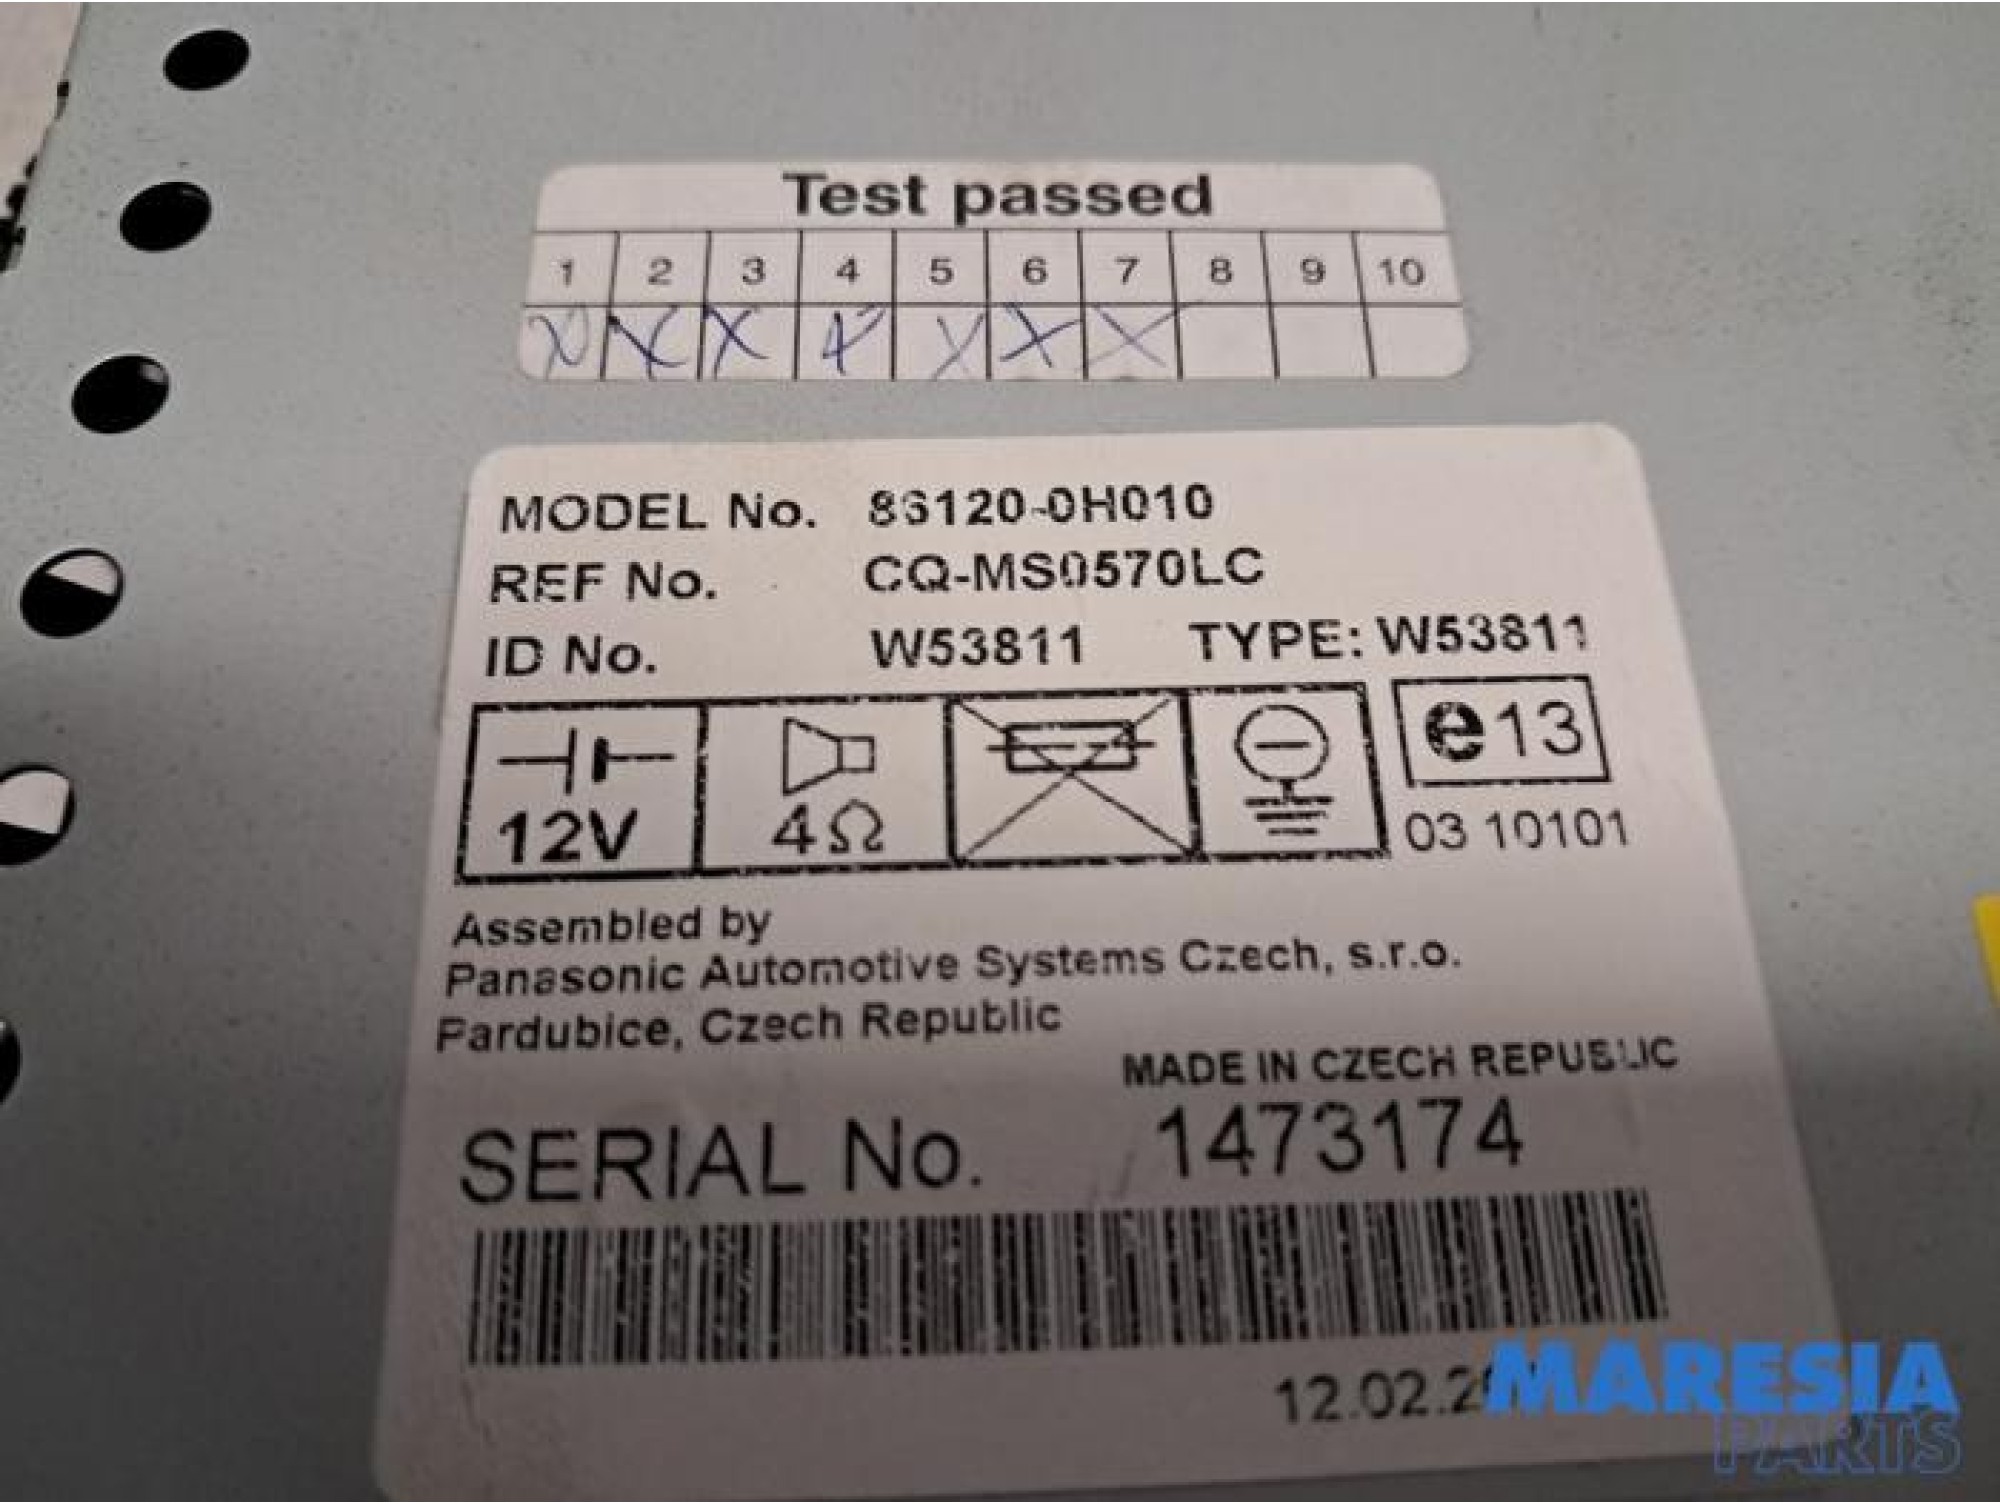 Test passed
1 2 3 4 5 6 7 8 9 10
X X X X X X X
MODEL No. 86120-0H010
REF No. CQ-MS0570LC
ID No. W53811 TYPE: W53811
e13
12V 4Ω 03 10101
Assembled by
Panasonic Automotive Systems Czech, s.r.o.
Pardubice, Czech Republic
MADE IN CZECH REPUBLIC
SERIAL No. 1473174
12.02.2
MARESIA
PARTS